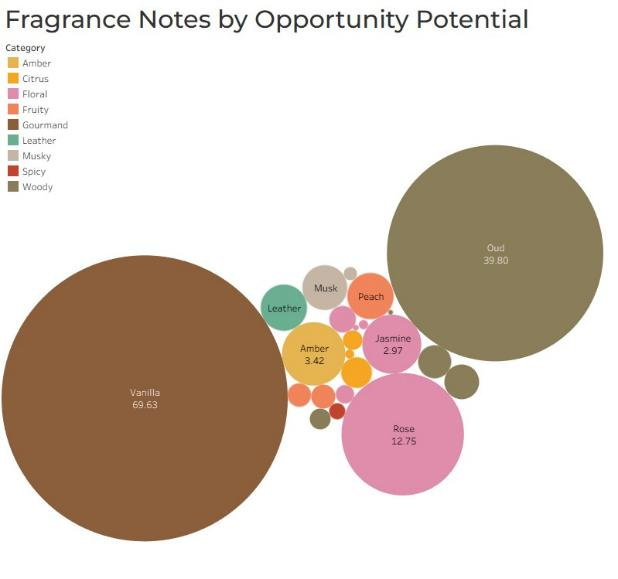 Fragrance Notes by Opportunity Potential
Category
Amber
Citrus
Floral
Fruity
Gourmand
Leather
Musky
Spicy
Woody
Oud
39.80
Musk
Peach
Leather
Jasmine
2.97
Amber
3.42
Vanilla
69.63
Rose
12.75